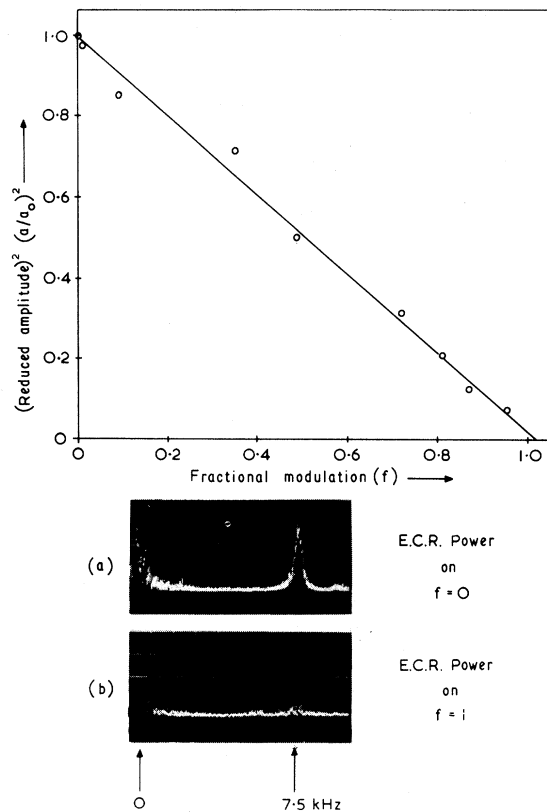 1·0
0·8
0·6
0·4
0·2
0
(Reduced amplitude)² (a/a₀)²
0 0·2 0·4 0·6 0·8 1·0
Fractional modulation (f)
(a)
E.C.R. Power
on
f = 0
(b)
E.C.R. Power
on
f = 1
0 7·5 kHz